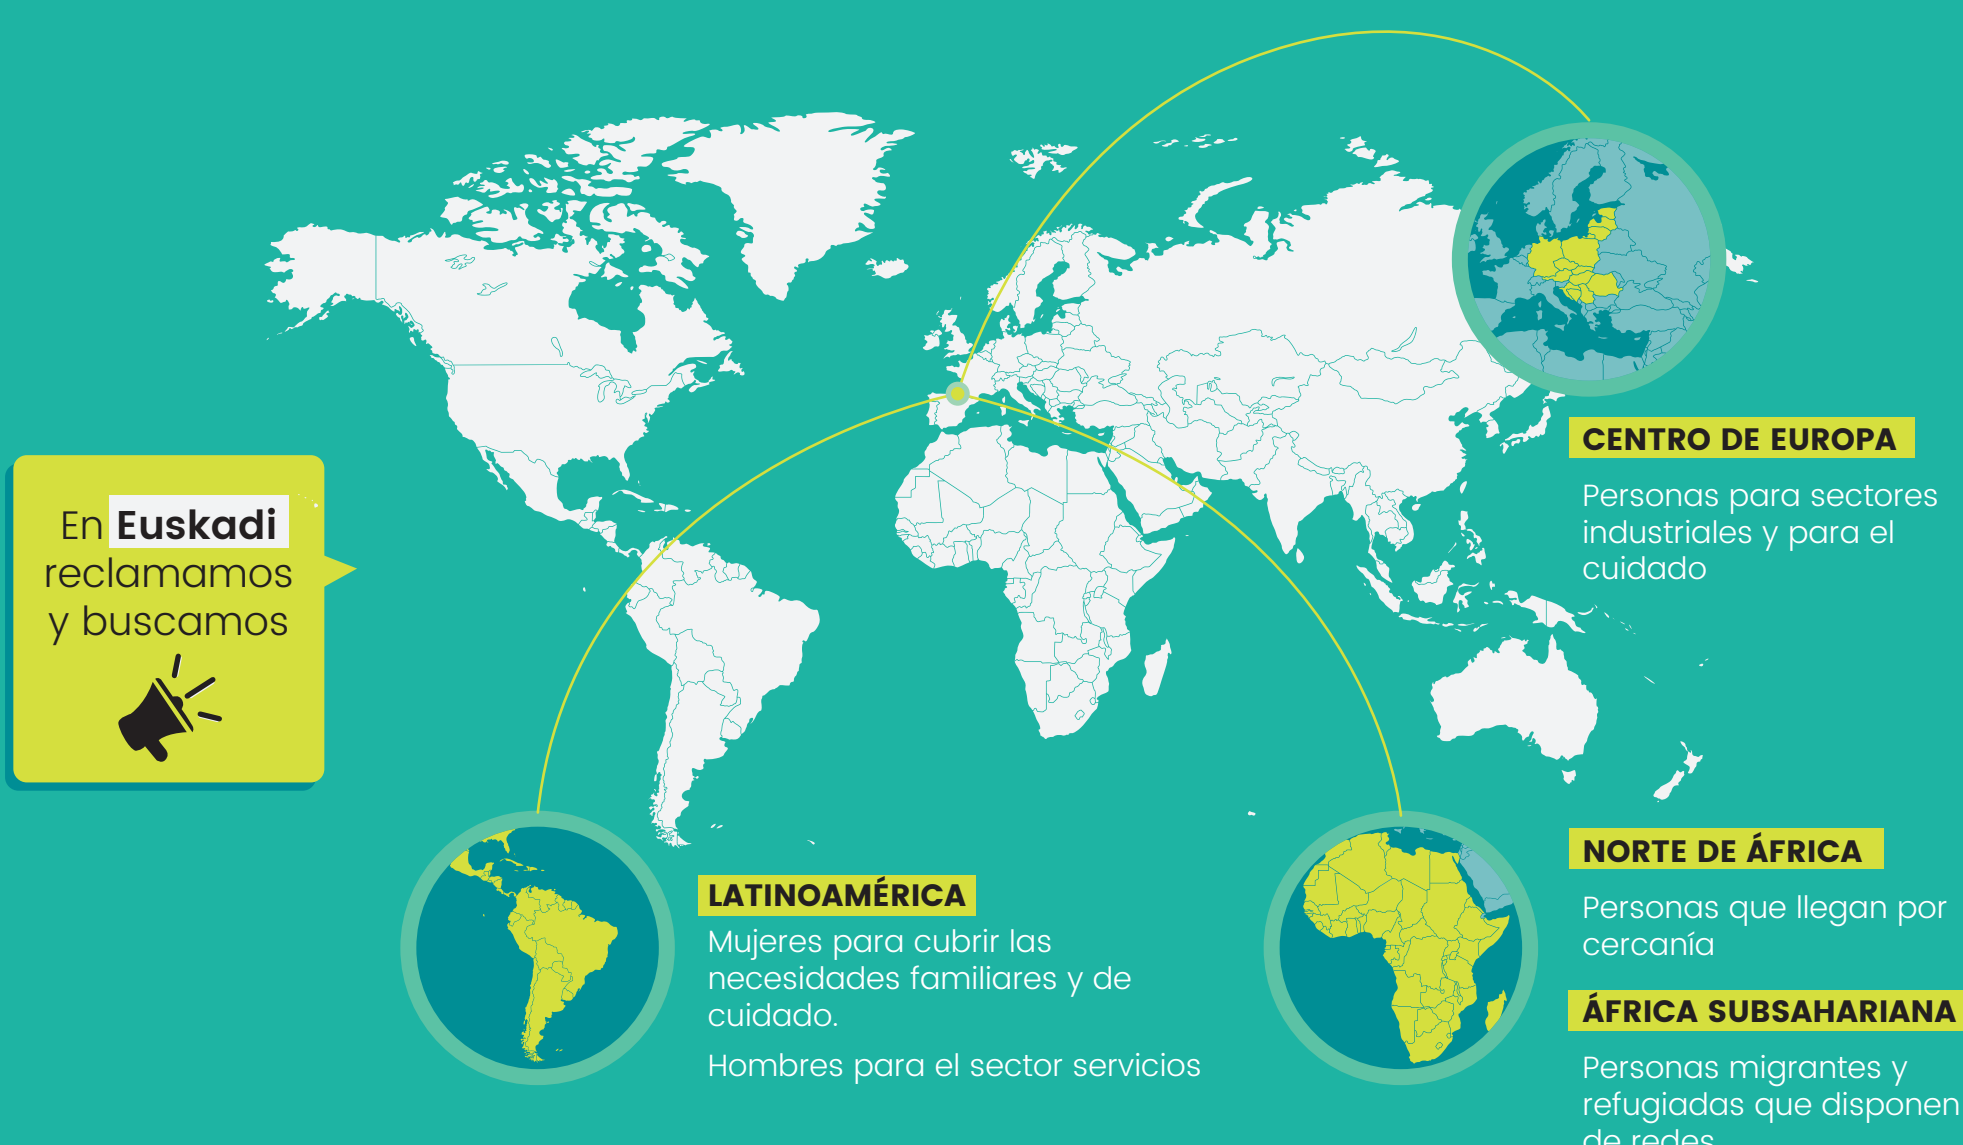 En Euskadi
reclamamos
y buscamos
CENTRO DE EUROPA
Personas para sectores
industriales y para el
cuidado
LATINOAMÉRICA
Mujeres para cubrir las
necesidades familiares y de
cuidado.
Hombres para el sector servicios
NORTE DE ÁFRICA
Personas que llegan por
cercanía
ÁFRICA SUBSAHARIANA
Personas migrantes y
refugiadas que disponen
de redes